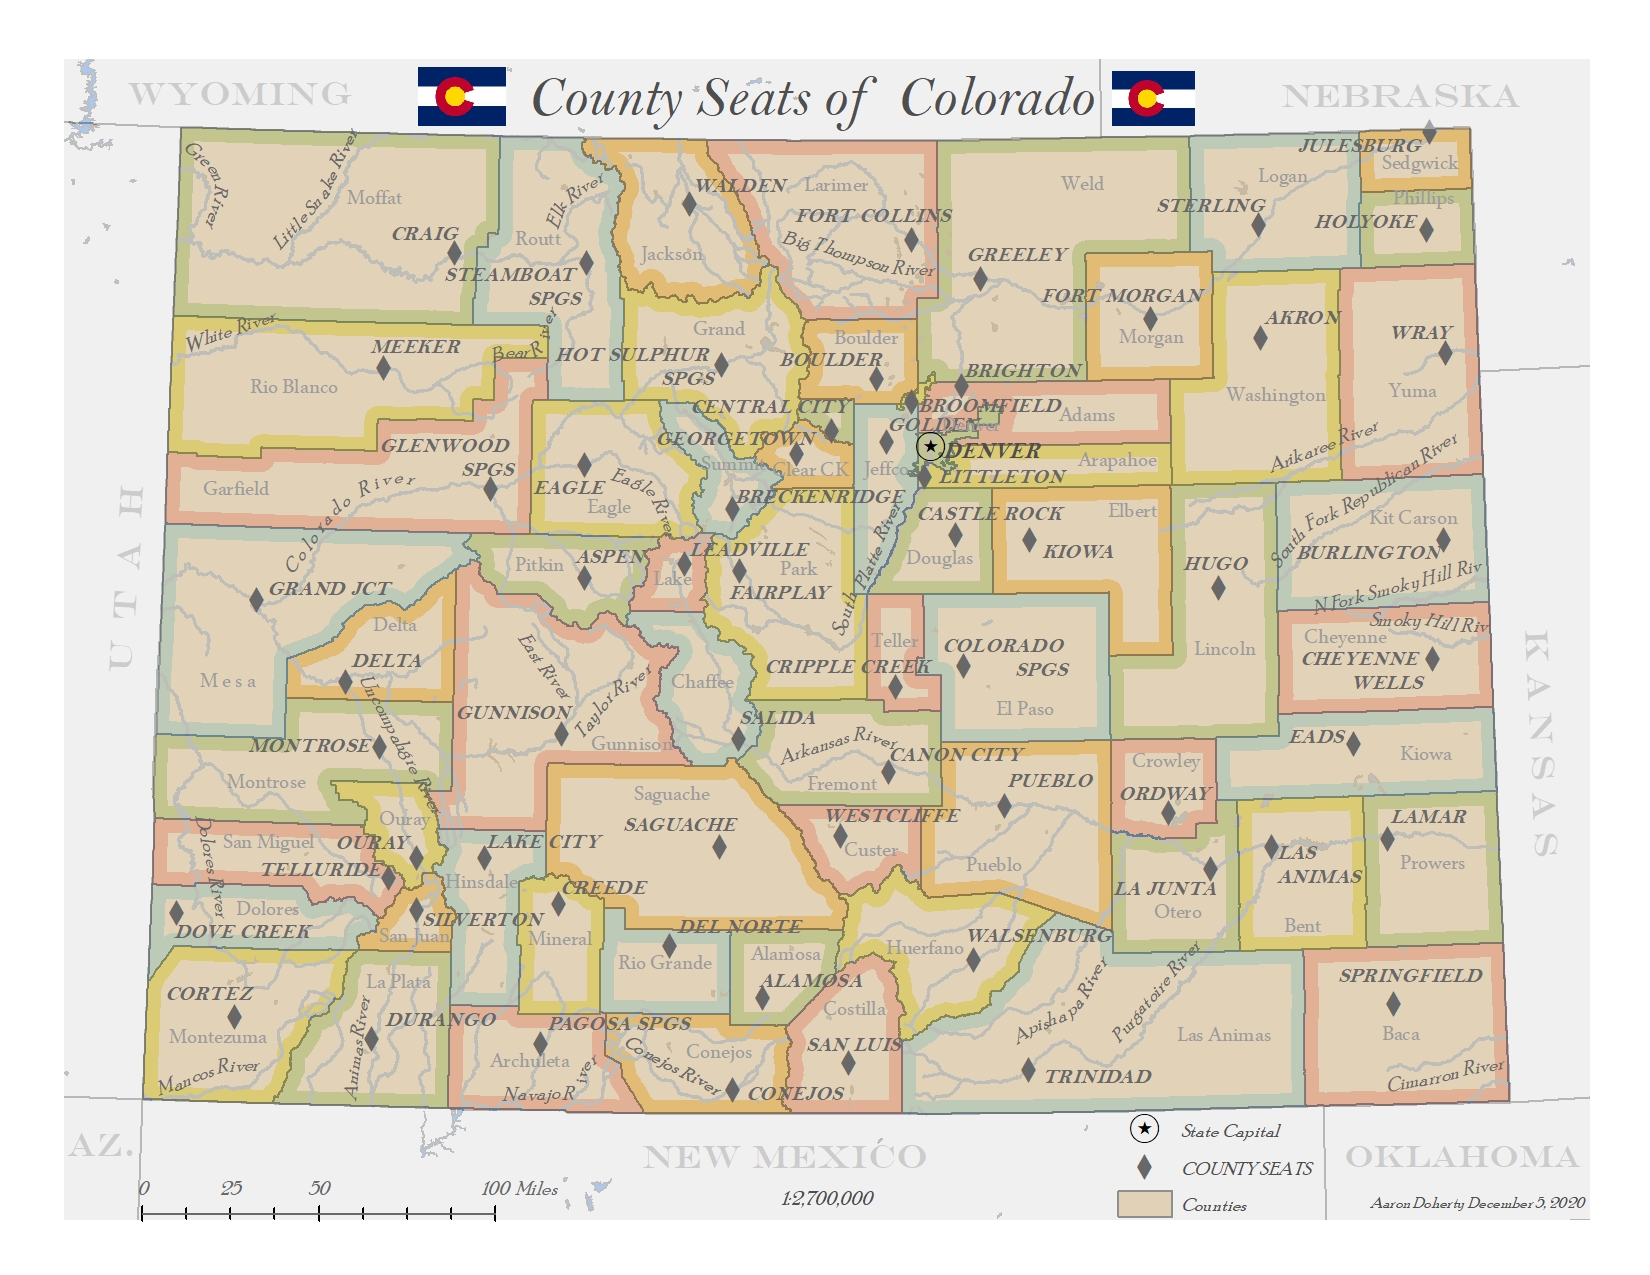 County Seats of Colorado
WYOMING
NEBRASKA
JULESBURG
Sedgwick
Green River
Little Snake River
Moffat
CRAIG
Elk River
Routt
STEAMBOAT
SPGS
WALDEN
Jackson
Larimer
FORT COLLINS
Big Thompson River
Weld
GREELEY
Logan
STERLING
Phillips
HOLYOKE
FORT MORGAN
Morgan
AKRON
Washington
WRAY
Yuma
White River
MEEKER
Rio Blanco
Bear River
HOT SULPHUR
SPGS
Grand
Boulder
BOULDER
BRIGHTON
BROOMFIELD
Adams
CENTRAL CITY
GOLDEN
Denver
DENVER
GEORGETOWN
Clear CK
Summit
Jeffco
LITTLETON
Arapahoe
Arikaree River
South Fork Republican River
GLENWOOD
SPGS
Garfield
Colorado River
EAGLE
Eagle River
Eagle
BRECKENRIDGE
CASTLE ROCK
Douglas
Elbert
KIOWA
HUGO
Lincoln
Kit Carson
BURLINGTON
N Fork Smoky Hill Riv
Smoky Hill Riv
Cheyenne
CHEYENNE
WELLS
UTAH
KANSAS
GRAND JCT
Mesa
Pitkin
ASPEN
LEADVILLE
Lake
Park
FAIRPLAY
South Platte River
Delta
DELTA
Uncompahgre River
East River
Taylor River
GUNNISON
Gunnison
Chaffee
SALIDA
Teller
CRIPPLE CREEK
COLORADO
SPGS
El Paso
MONTROSE
Montrose
Arkansas River
CANON CITY
Fremont
PUEBLO
Pueblo
Crowley
ORDWAY
EADS
Kiowa
Saguache
SAGUACHE
WESTCLIFFE
Custer
LAMAR
Prowers
LAS
ANIMAS
Bent
LA JUNTA
Otero
Dolores River
San Miguel
TELLURIDE
Ouray
OURAY
LAKE CITY
Hinsdale
CREEDE
Mineral
Dolores
DOVE CREEK
San Juan
SILVERTON
DEL NORTE
Rio Grande
Alamosa
ALAMOSA
Huerfano
WALSENBURG
Costilla
SAN LUIS
Apishapa River
Purgatoire River
Las Animas
TRINIDAD
SPRINGFIELD
Baca
Cimarron River
CORTEZ
Montezuma
Mancos River
La Plata
DURANGO
Animas River
PAGOSA SPGS
Archuleta
Navajo River
Conejos River
Conejos
CONEJOS
AZ.
NEW MEXICO
OKLAHOMA
0 25 50 100 Miles
1:2,700,000
State Capital
COUNTY SEATS
Counties
Aaron Doherty December 5, 2020